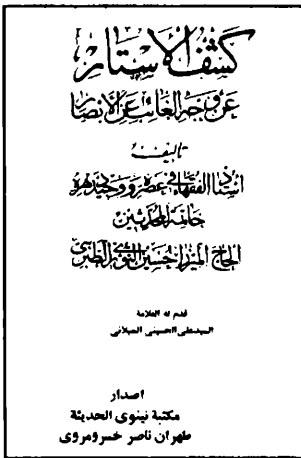 كشف الأستار
عن وجه الغائب عن الأبصار
تأليف
استاذ الفقهاء في عصره ووحيد دهره
خاتمة المحدثين
الحاج الميرزا حسين النوري الطبرسي
قدم له العلامة
السيد علي الحسيني الميلاني
اصدار
مكتبة نينوى الحديثة
طهران ناصر خسرو مروى